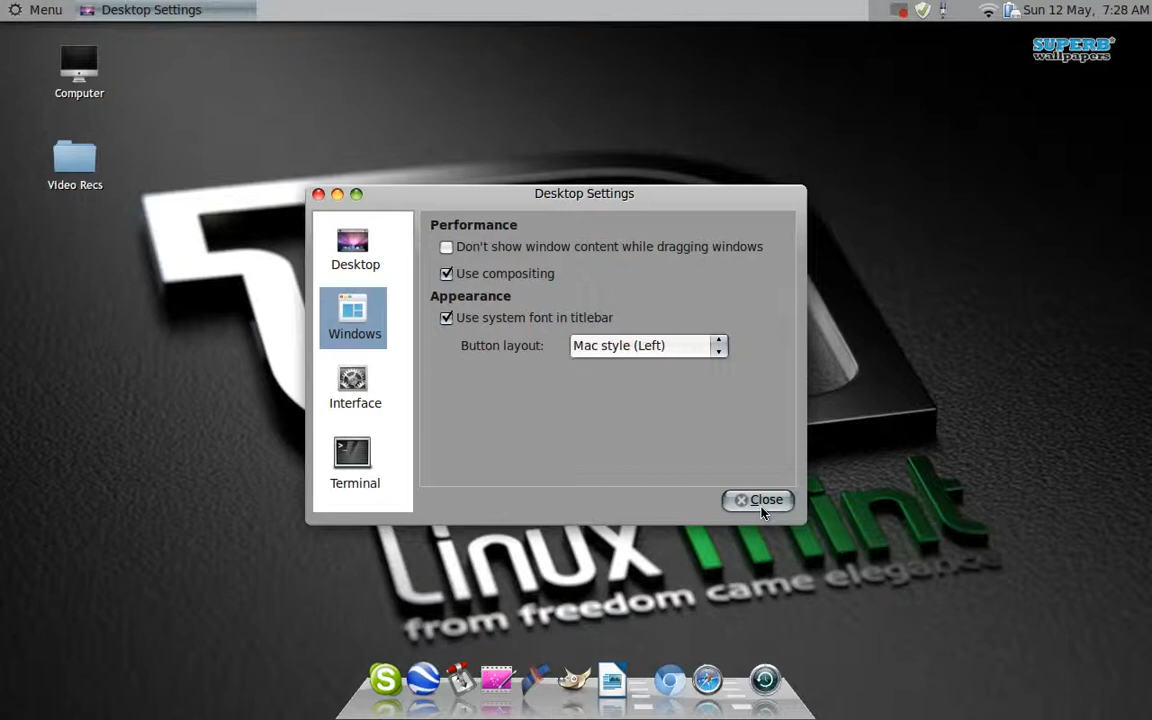 Menu
Desktop Settings
Sun 12 May, 7:28 AM
SUPERB
wallpapers
Computer
Video Recs
Desktop Settings
Desktop
Windows
Interface
Terminal
Performance
Don't show window content while dragging windows
Use compositing
Appearance
Use system font in titlebar
Button layout:
Mac style (Left)
Close
Linux Mint
from freedom came elegance